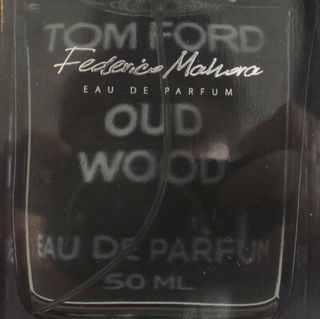 TOM FORD
Federico Mahora
EAU DE PARFUM
OUD
WOOD
EAU DE PARFUM
50 ML